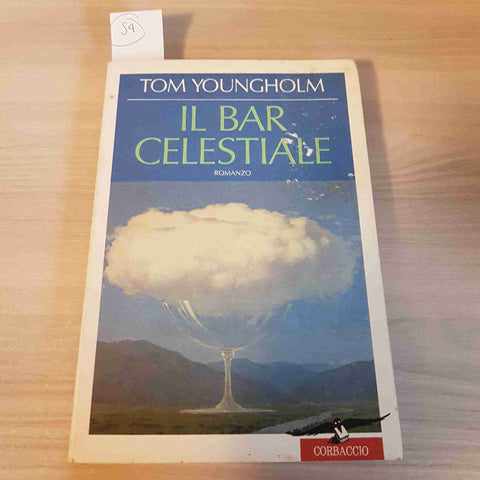 59
TOM YOUNGHOLM
IL BAR
CELESTIALE
ROMANZO
CORBACCIO